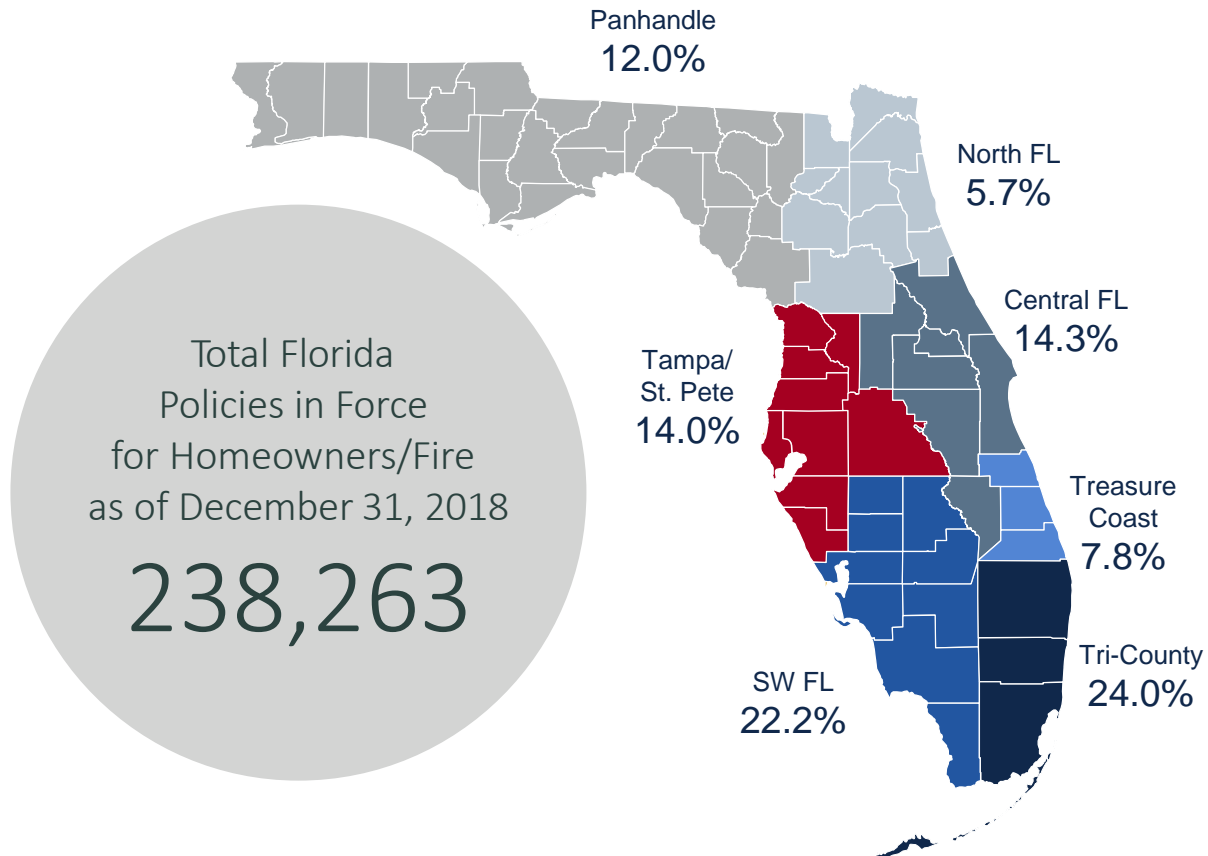 Panhandle
12.0%
North FL
5.7%
Central FL
14.3%
Tampa/
St. Pete
14.0%
Total Florida
Policies in Force
for Homeowners/Fire
as of December 31, 2018
238,263
Treasure
Coast
7.8%
Tri-County
24.0%
SW FL
22.2%